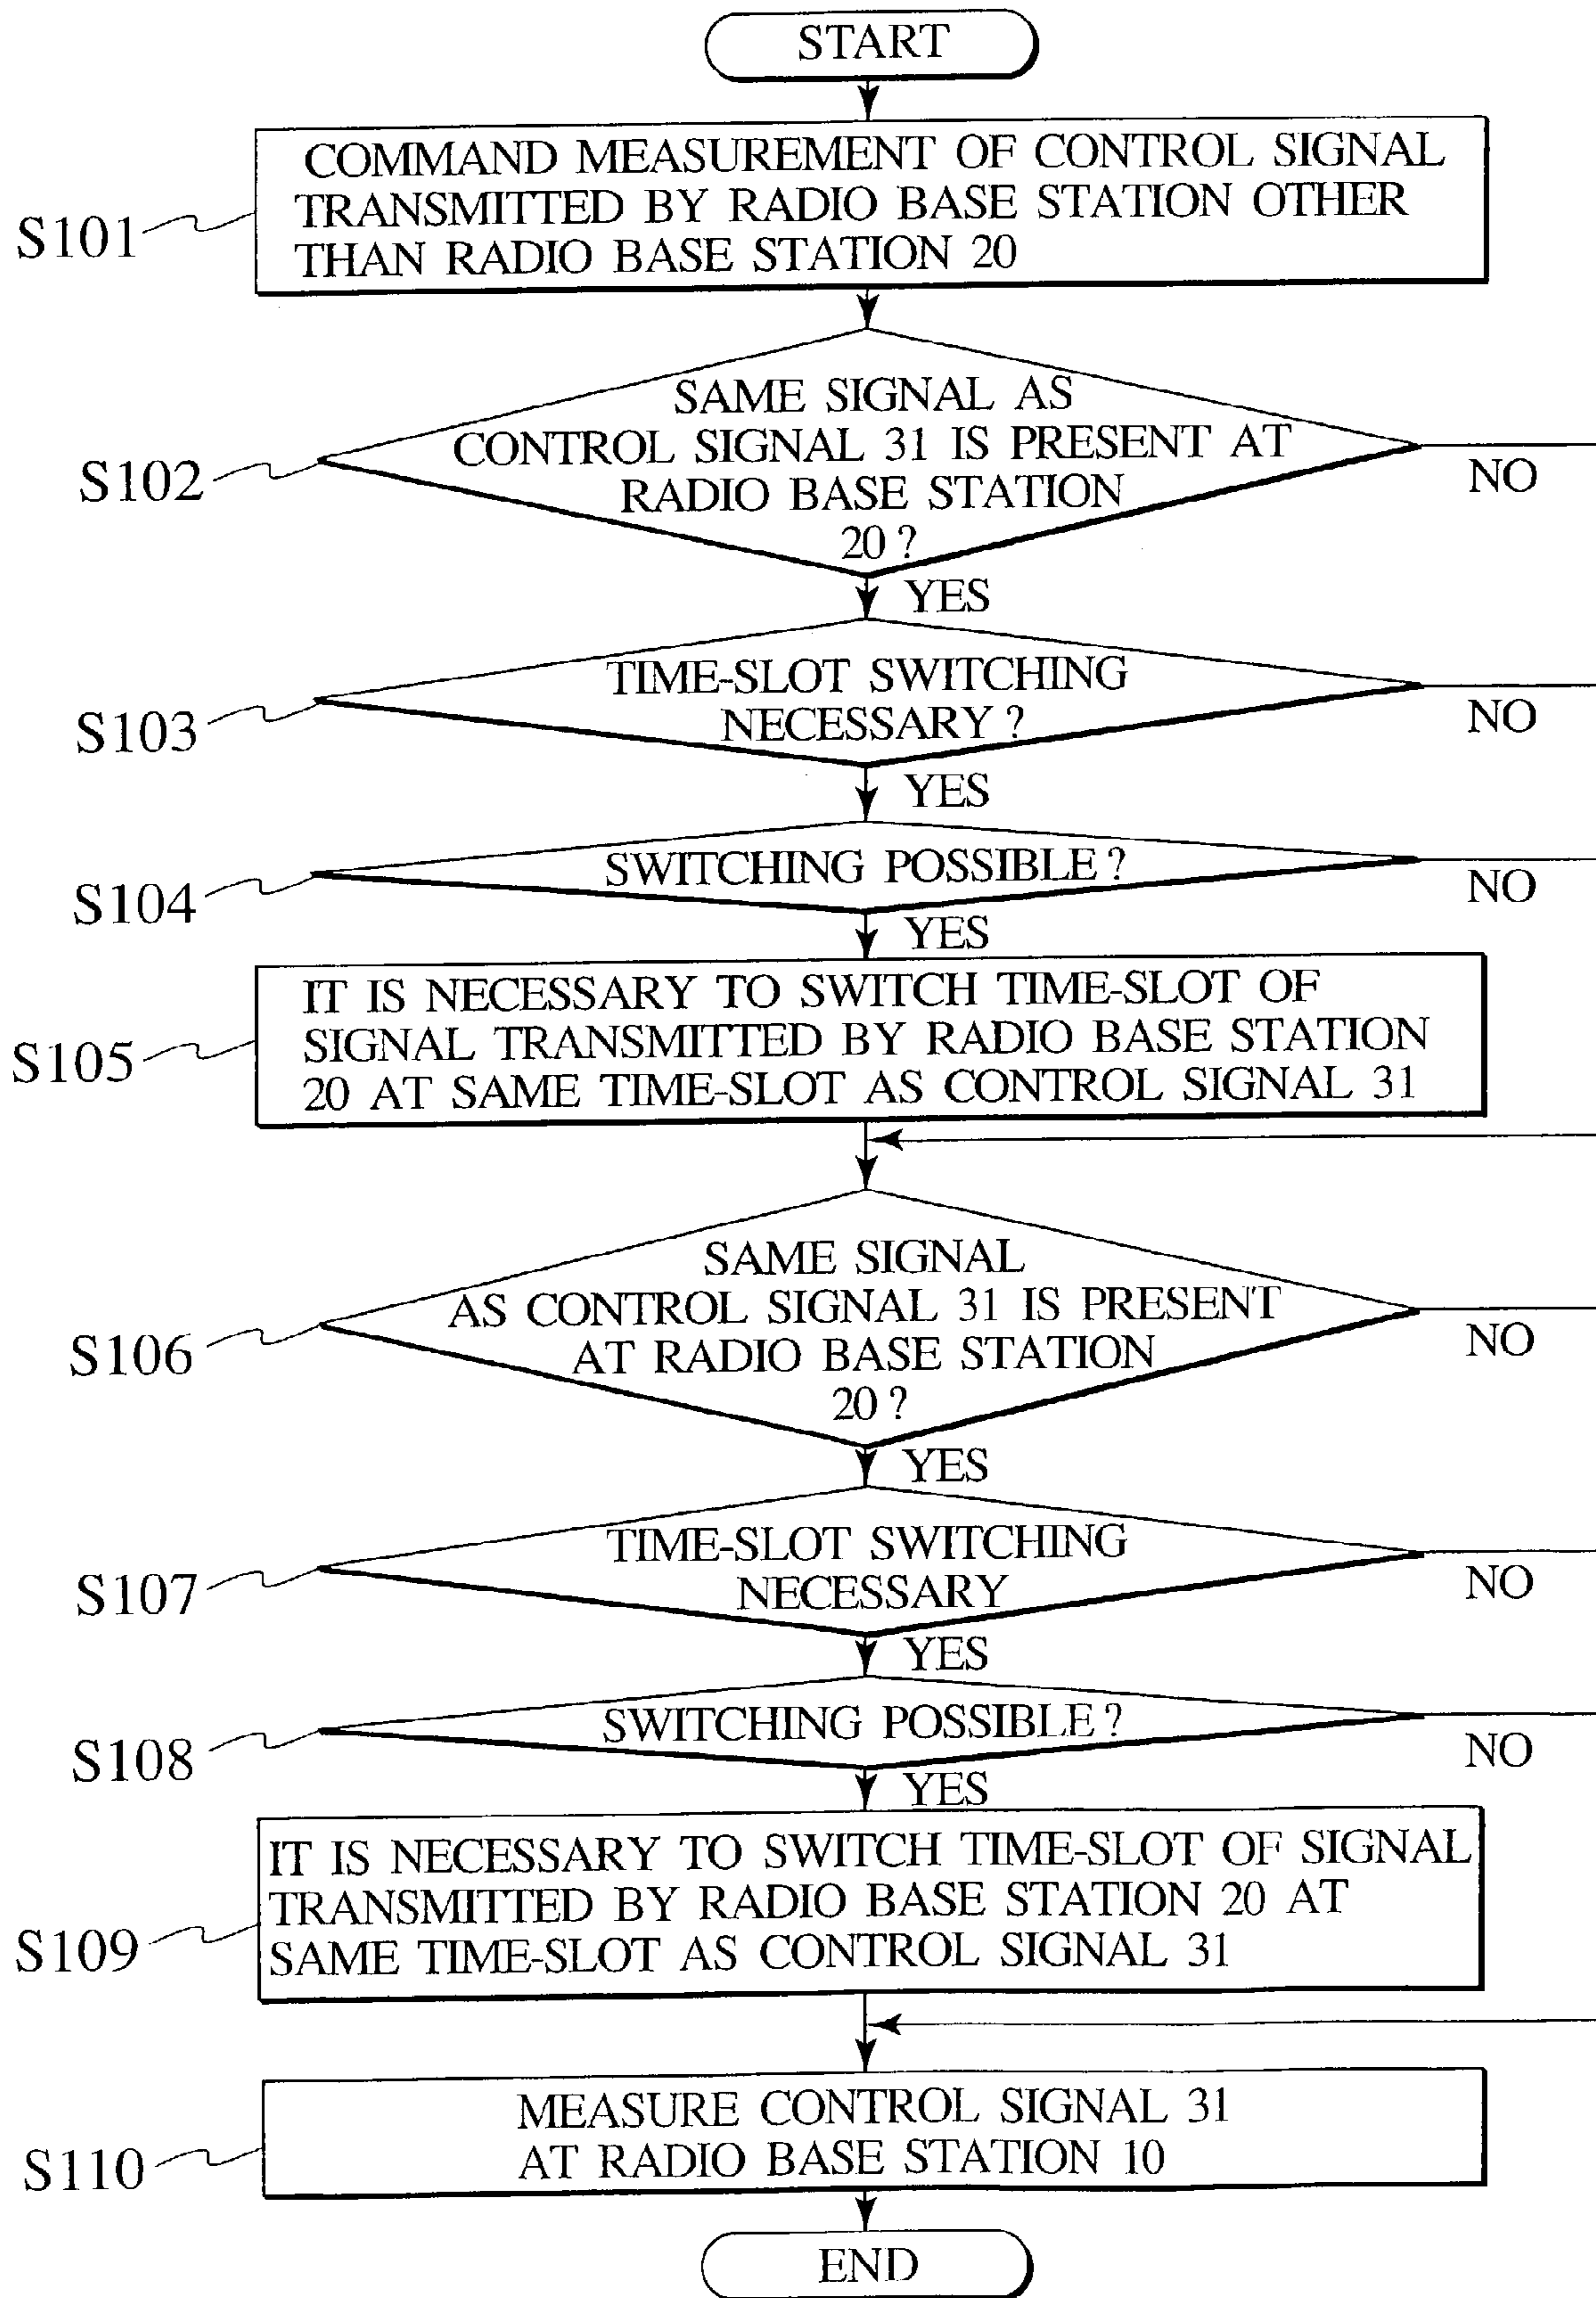 START
COMMAND MEASUREMENT OF CONTROL SIGNAL
TRANSMITTED BY RADIO BASE STATION OTHER
THAN RADIO BASE STATION 20
S101
SAME SIGNAL AS
CONTROL SIGNAL 31 IS PRESENT AT
RADIO BASE STATION
20 ?
S102
NO
YES
TIME-SLOT SWITCHING
NECESSARY ?
S103
NO
YES
SWITCHING POSSIBLE ?
S104
NO
YES
IT IS NECESSARY TO SWITCH TIME-SLOT OF
SIGNAL TRANSMITTED BY RADIO BASE STATION
20 AT SAME TIME-SLOT AS CONTROL SIGNAL 31
S105
SAME SIGNAL
AS CONTROL SIGNAL 31 IS PRESENT
AT RADIO BASE STATION
20 ?
S106
NO
YES
TIME-SLOT SWITCHING
NECESSARY
S107
NO
YES
SWITCHING POSSIBLE ?
S108
NO
YES
IT IS NECESSARY TO SWITCH TIME-SLOT OF SIGNAL
TRANSMITTED BY RADIO BASE STATION 20 AT
SAME TIME-SLOT AS CONTROL SIGNAL 31
S109
MEASURE CONTROL SIGNAL 31
AT RADIO BASE STATION 10
S110
END